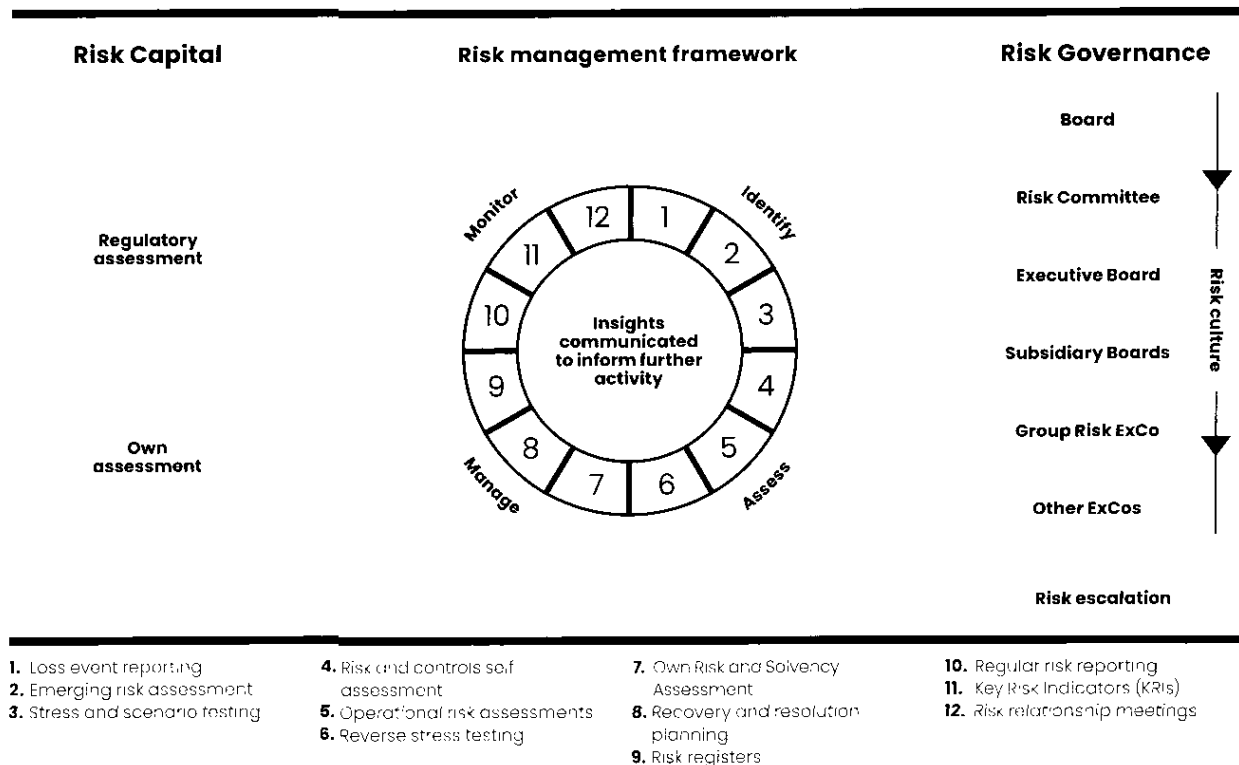 Risk Capital
Regulatory
assessment
Own
assessment
Risk management framework
Monitor
Identify
Manage
Assess
12
1
2
3
4
5
6
7
8
9
10
11
Insights
communicated
to inform further
activity
Risk Governance
Board
Risk Committee
Executive Board
Subsidiary Boards
Group Risk ExCo
Other ExCos
Risk escalation
Risk culture
1. Loss event reporting
2. Emerging risk assessment
3. Stress and scenario testing
4. Risk and controls self
assessment
5. Operational risk assessments
6. Reverse stress testing
7. Own Risk and Solvency
Assessment
8. Recovery and resolution
planning
9. Risk registers
10. Regular risk reporting
11. Key Risk Indicators (KRIs)
12. Risk relationship meetings